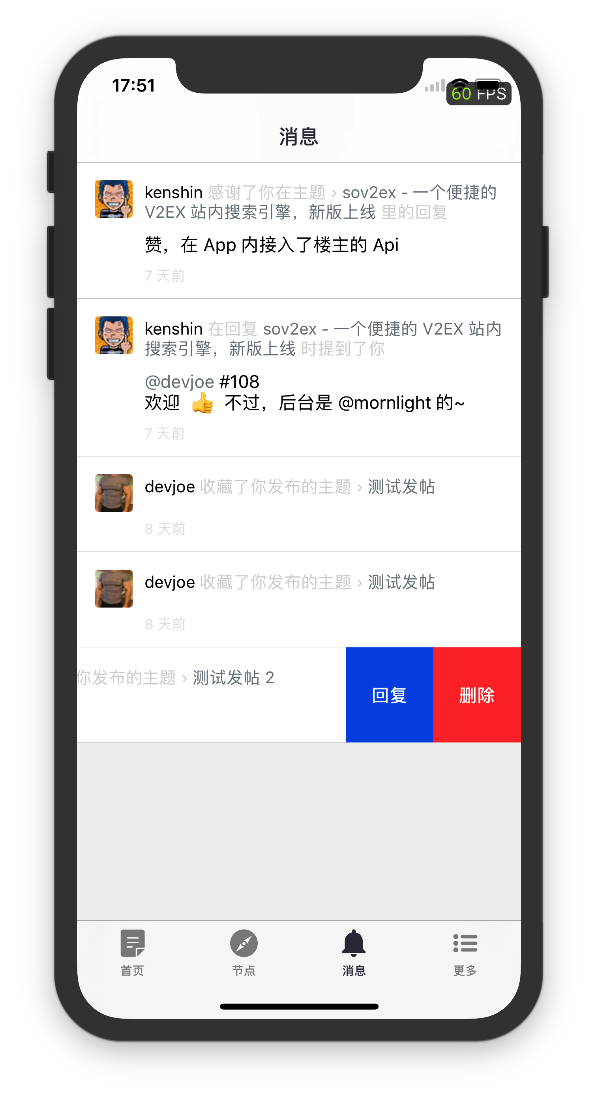 17:51
60 FPS
消息
kenshin 感谢了你在主题 › sov2ex - 一个便捷的
V2EX 站内搜索引擎，新版上线 里的回复
赞，在 App 内接入了楼主的 Api
7 天前
kenshin 在回复 sov2ex - 一个便捷的 V2EX 站内
搜索引擎，新版上线 时提到了你
@devjoe #108
欢迎 👍 不过，后台是 @mornlight 的~
7 天前
devjoe 收藏了你发布的主题 › 测试发帖
8 天前
devjoe 收藏了你发布的主题 › 测试发帖
8 天前
你发布的主题 › 测试发帖 2
回复 删除
首页 节点 消息 更多